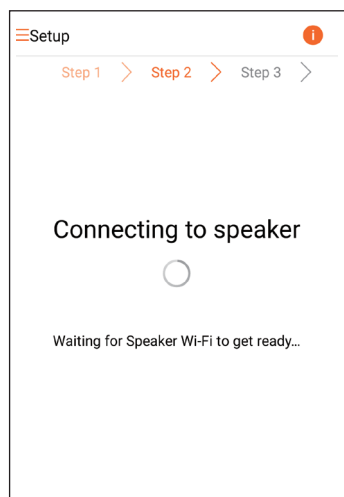 Setup
i
Step 1 Step 2 Step 3
Connecting to speaker
Waiting for Speaker Wi-Fi to get ready...